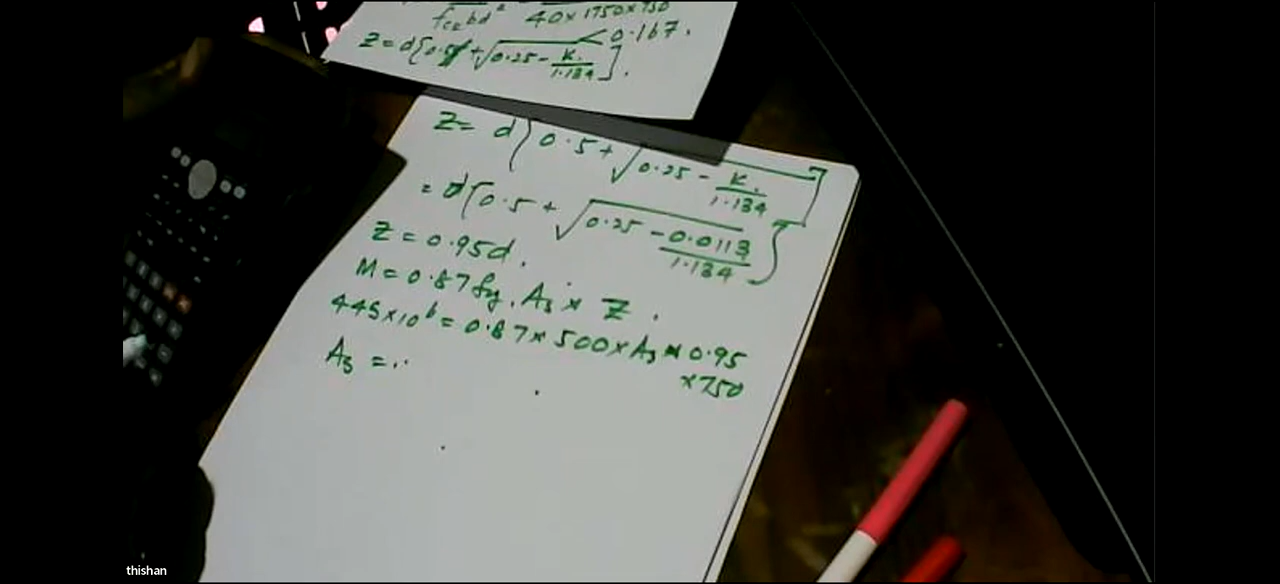 fck bd² 40×1750×750
< 0.167.
Z = d[0.5+√0.25 - K/1.134].
Z = d[0.5+√0.25 - K/1.134]
= d[0.5+√0.25 - 0.0113/1.134]
Z = 0.95d.
M = 0.87 fy. As × Z.
445×10⁶ = 0.87 × 500 × As × 0.95
×750
As = ..
thishan